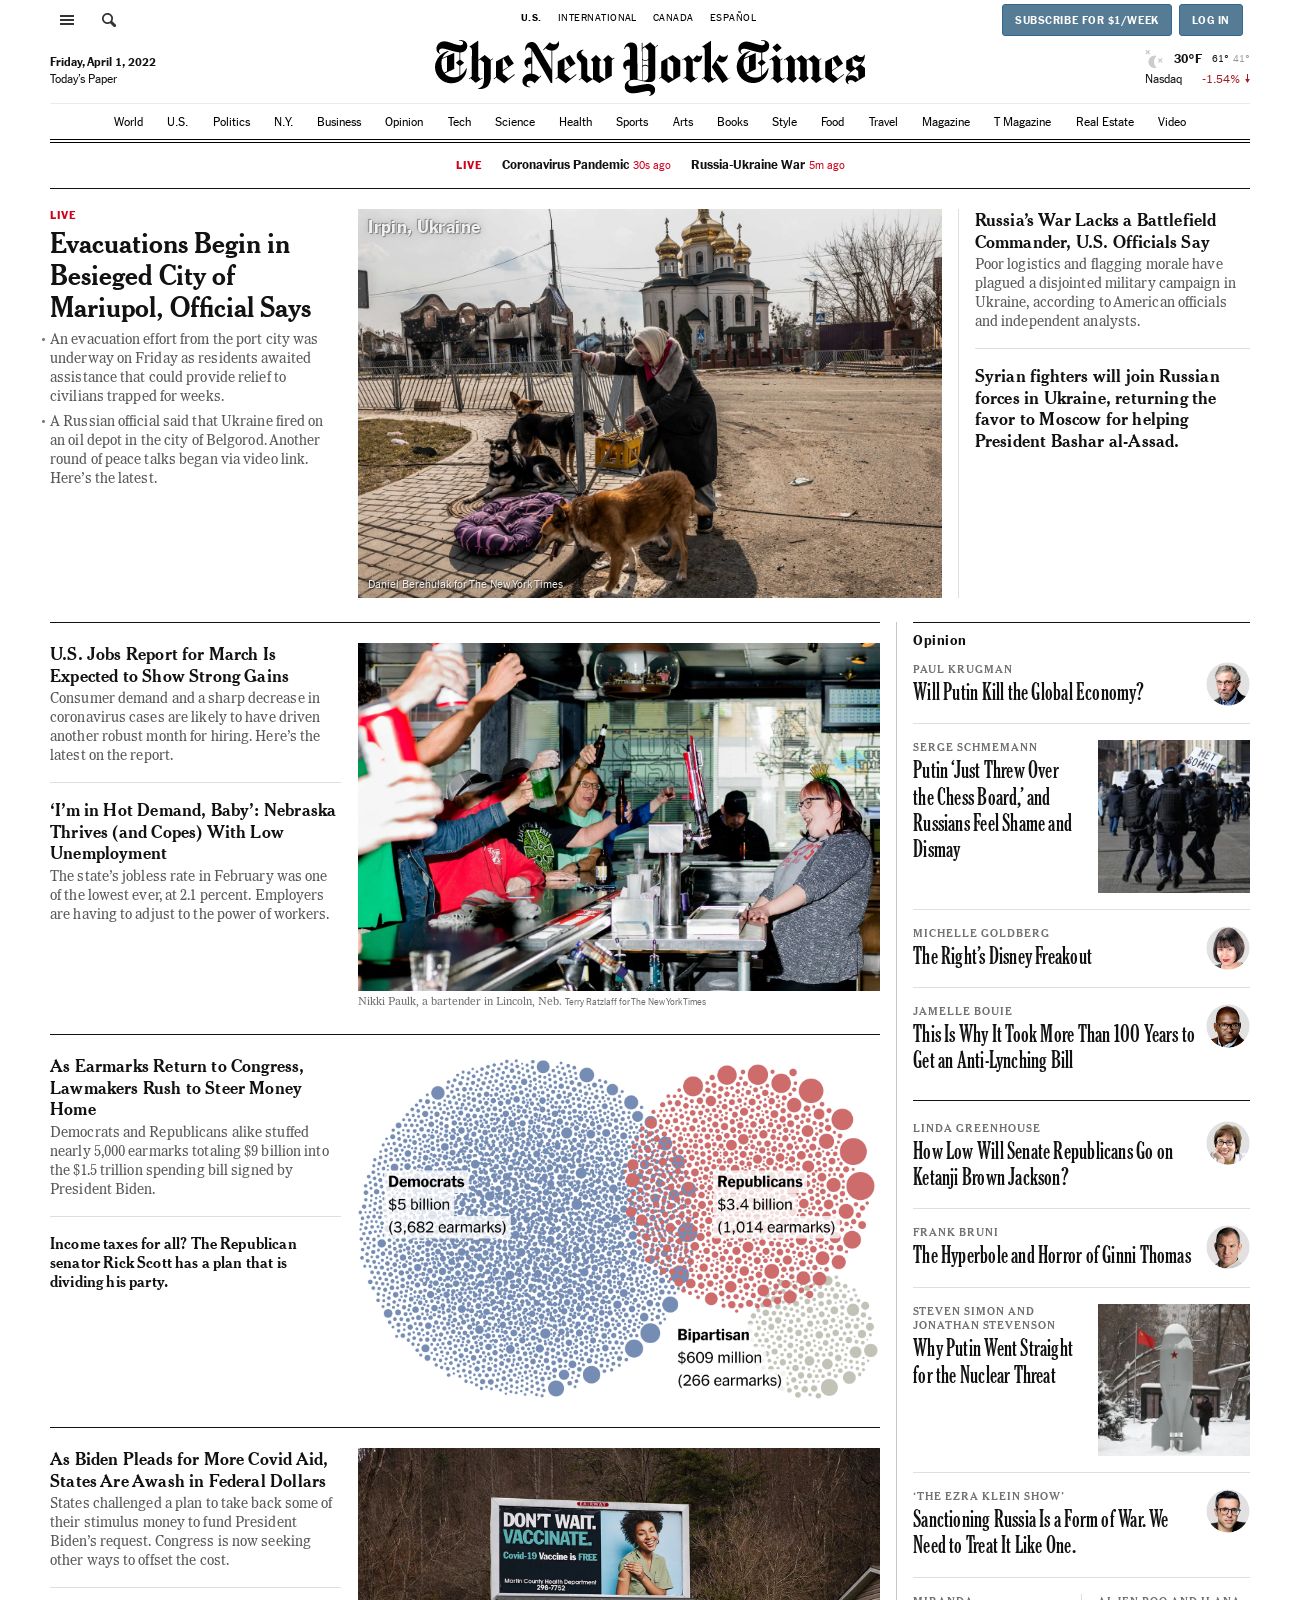 U.S. INTERNATIONAL CANADA ESPAÑOL
SUBSCRIBE FOR $1/WEEK LOG IN
Friday, April 1, 2022
Today's Paper
The New York Times
30°F 61° 41°
Nasdaq -1.54%
World U.S. Politics N.Y. Business Opinion Tech Science Health Sports Arts Books Style Food Travel Magazine T Magazine Real Estate Video
LIVE Coronavirus Pandemic 30s ago Russia-Ukraine War 5m ago
LIVE
Evacuations Begin in
Besieged City of
Mariupol, Official Says
• An evacuation effort from the port city was
underway on Friday as residents awaited
assistance that could provide relief to
civilians trapped for weeks.
• A Russian official said that Ukraine fired on
an oil depot in the city of Belgorod. Another
round of peace talks began via video link.
Here's the latest.
Irpin, Ukraine
Daniel Berehulak for The New York Times
Russia's War Lacks a Battlefield
Commander, U.S. Officials Say
Poor logistics and flagging morale have
plagued a disjointed military campaign in
Ukraine, according to American officials
and independent analysts.
Syrian fighters will join Russian
forces in Ukraine, returning the
favor to Moscow for helping
President Bashar al-Assad.
U.S. Jobs Report for March Is
Expected to Show Strong Gains
Consumer demand and a sharp decrease in
coronavirus cases are likely to have driven
another robust month for hiring. Here's the
latest on the report.
'I'm in Hot Demand, Baby': Nebraska
Thrives (and Copes) With Low
Unemployment
The state's jobless rate in February was one
of the lowest ever, at 2.1 percent. Employers
are having to adjust to the power of workers.
Nikki Paulk, a bartender in Lincoln, Neb. Terry Ratzlaff for The New York Times
As Earmarks Return to Congress,
Lawmakers Rush to Steer Money
Home
Democrats and Republicans alike stuffed
nearly 5,000 earmarks totaling $9 billion into
the $1.5 trillion spending bill signed by
President Biden.
Income taxes for all? The Republican
senator Rick Scott has a plan that is
dividing his party.
Democrats
$5 billion
(3,682 earmarks)
Republicans
$3.4 billion
(1,014 earmarks)
Bipartisan
$609 million
(266 earmarks)
As Biden Pleads for More Covid Aid,
States Are Awash in Federal Dollars
States challenged a plan to take back some of
their stimulus money to fund President
Biden's request. Congress is now seeking
other ways to offset the cost.
FAIRWAY
DON'T WAIT.
VACCINATE.
Covid-19 Vaccine is FREE
Martin County Health Department
298-7752
Opinion
PAUL KRUGMAN
Will Putin Kill the Global Economy?
SERGE SCHMEMANN
Putin 'Just Threw Over
the Chess Board,' and
Russians Feel Shame and
Dismay
НЕТ
ВОЙНЕ
MICHELLE GOLDBERG
The Right's Disney Freakout
JAMELLE BOUIE
This Is Why It Took More Than 100 Years to
Get an Anti-Lynching Bill
LINDA GREENHOUSE
How Low Will Senate Republicans Go on
Ketanji Brown Jackson?
FRANK BRUNI
The Hyperbole and Horror of Ginni Thomas
STEVEN SIMON AND
JONATHAN STEVENSON
Why Putin Went Straight
for the Nuclear Threat
'THE EZRA KLEIN SHOW'
Sanctioning Russia Is a Form of War. We
Need to Treat It Like One.
MIRANDA